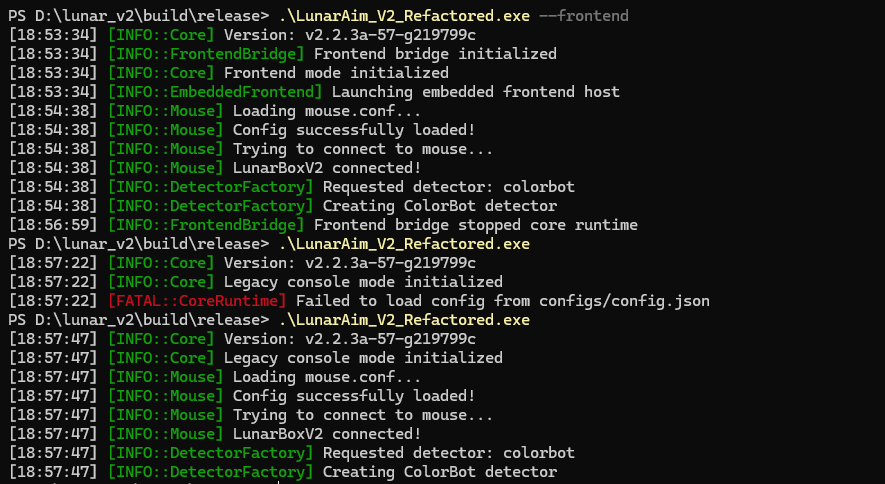 PS D:\lunar_v2\build\release> .\LunarAim_V2_Refactored.exe --frontend
[18:53:34] [INFO::Core] Version: v2.2.3a-57-g219799c
[18:53:34] [INFO::FrontendBridge] Frontend bridge initialized
[18:53:34] [INFO::Core] Frontend mode initialized
[18:53:34] [INFO::EmbeddedFrontend] Launching embedded frontend host
[18:54:38] [INFO::Mouse] Loading mouse.conf...
[18:54:38] [INFO::Mouse] Config successfully loaded!
[18:54:38] [INFO::Mouse] Trying to connect to mouse...
[18:54:38] [INFO::Mouse] LunarBoxV2 connected!
[18:54:38] [INFO::DetectorFactory] Requested detector: colorbot
[18:54:38] [INFO::DetectorFactory] Creating ColorBot detector
[18:56:59] [INFO::FrontendBridge] Frontend bridge stopped core runtime
PS D:\lunar_v2\build\release> .\LunarAim_V2_Refactored.exe
[18:57:22] [INFO::Core] Version: v2.2.3a-57-g219799c
[18:57:22] [INFO::Core] Legacy console mode initialized
[18:57:22] [FATAL::CoreRuntime] Failed to load config from configs/config.json
PS D:\lunar_v2\build\release> .\LunarAim_V2_Refactored.exe
[18:57:47] [INFO::Core] Version: v2.2.3a-57-g219799c
[18:57:47] [INFO::Core] Legacy console mode initialized
[18:57:47] [INFO::Mouse] Loading mouse.conf...
[18:57:47] [INFO::Mouse] Config successfully loaded!
[18:57:47] [INFO::Mouse] Trying to connect to mouse...
[18:57:47] [INFO::Mouse] LunarBoxV2 connected!
[18:57:47] [INFO::DetectorFactory] Requested detector: colorbot
[18:57:47] [INFO::DetectorFactory] Creating ColorBot detector